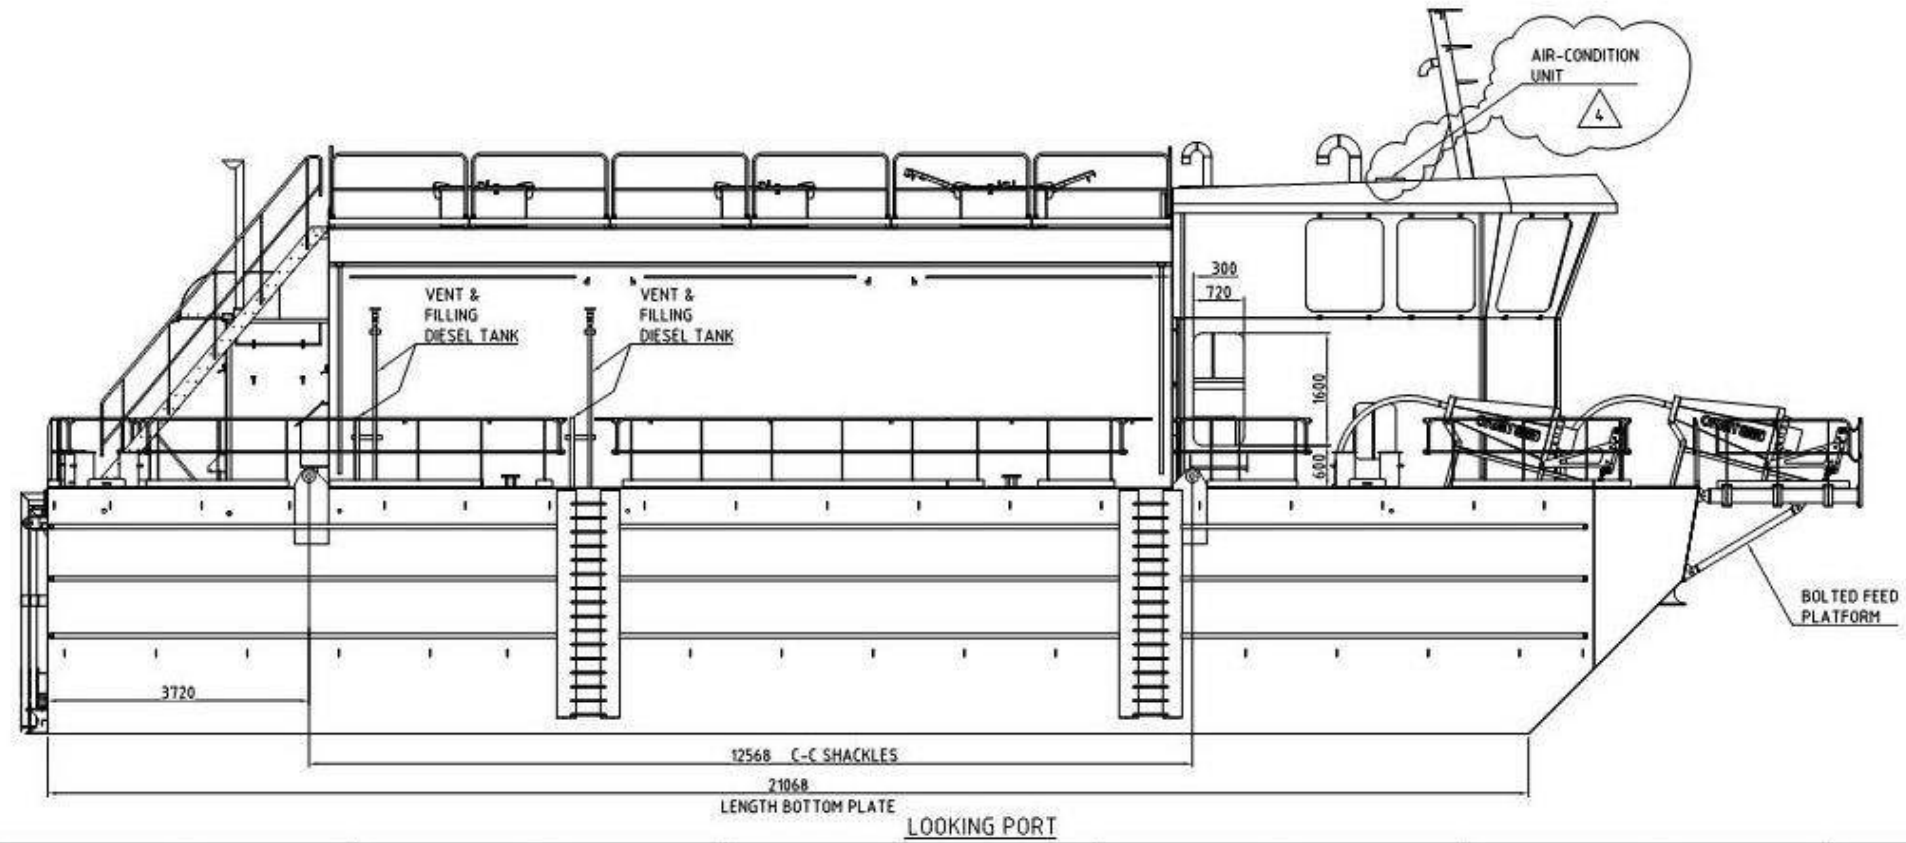 AIR-CONDITION
UNIT
4
VENT &
FILLING
DIESEL TANK
VENT &
FILLING
DIESEL TANK
300
720
1600
600
BOLTED FEED
PLATFORM
3720
12568 C-C SHACKLES
21068
LENGTH BOTTOM PLATE
LOOKING PORT